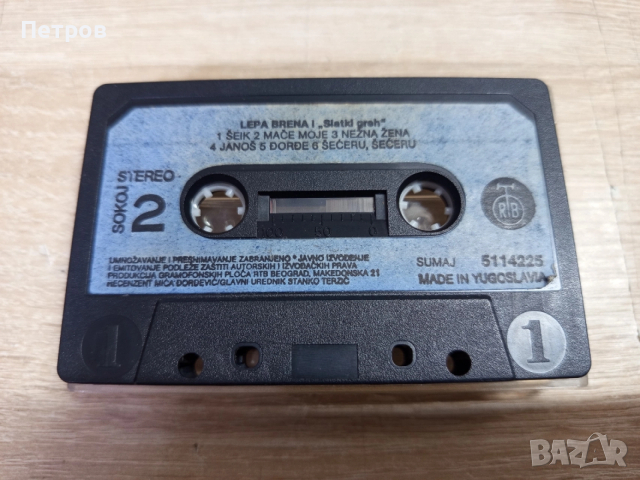 Петров
LEPA BRENA I „Slatki greh"
1 ŠEIK 2 MAČE MOJE 3 NEŽNA ŽENA
4 JANOŠ 5 ĐORĐE 6 ŠEĆERU, ŠEĆERU
STEREO
SOKOJ
2
RTB
UMNOŽAVANJE I PRESNIMAVANJE ZABRANJENO * JAVNO IZVOĐENJE
I EMITOVANJE PODLEŽE ZAŠTITI AUTORSKIH I IZVOĐAČKIH PRAVA
PRODUKCIJA GRAMOFONSKIH PLOČA RTB BEOGRAD, MAKEDONSKA 21
RECENZENT MIĆA ĐORĐEVIĆ/GLAVNI UREDNIK STANKO TERZIĆ
SUMAJ 5114225
MADE IN YUGOSLAVIA
1
1
BAZAR